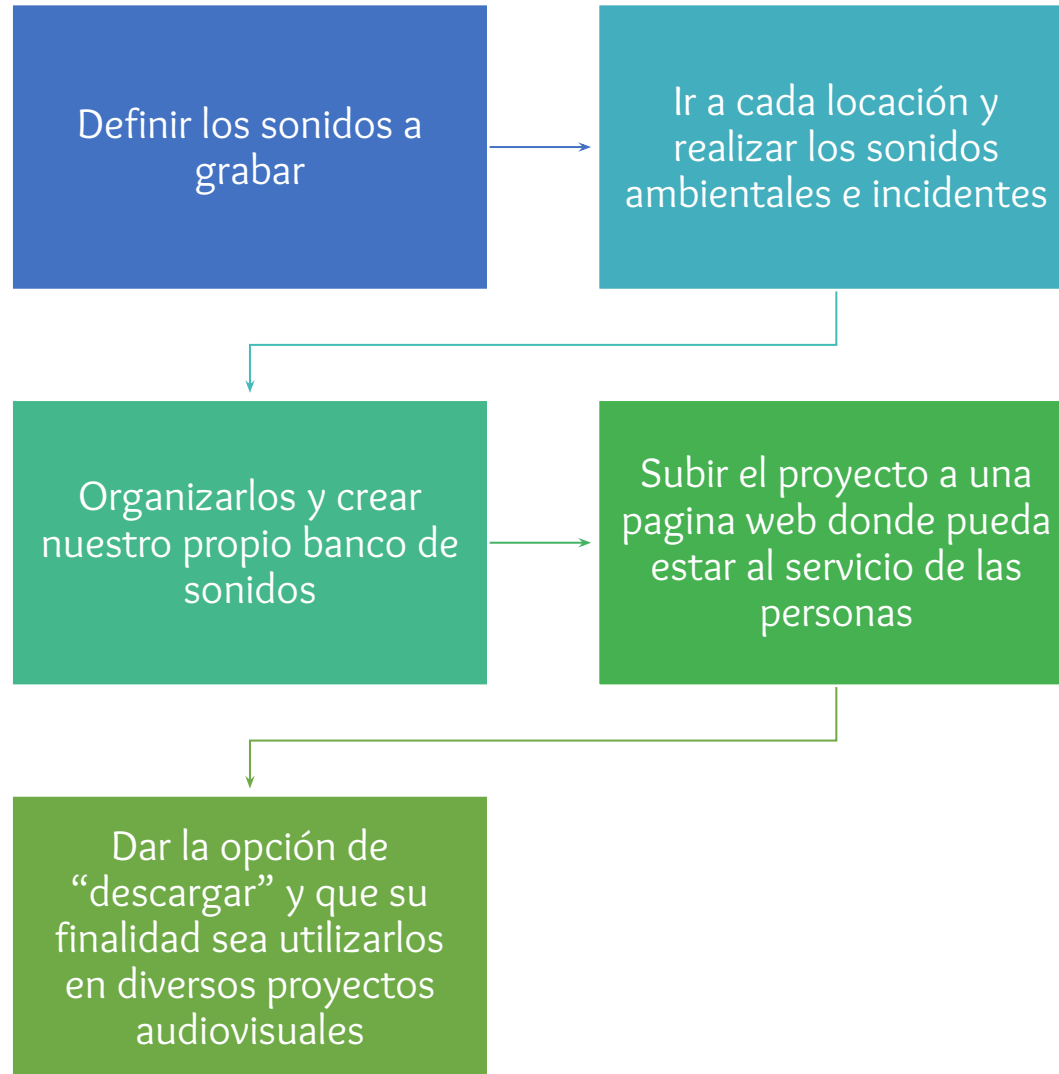 Definir los sonidos a
grabar
Ir a cada locación y
realizar los sonidos
ambientales e incidentes
Organizarlos y crear
nuestro propio banco de
sonidos
Subir el proyecto a una
pagina web donde pueda
estar al servicio de las
personas
Dar la opción de
“descargar” y que su
finalidad sea utilizarlos
en diversos proyectos
audiovisuales